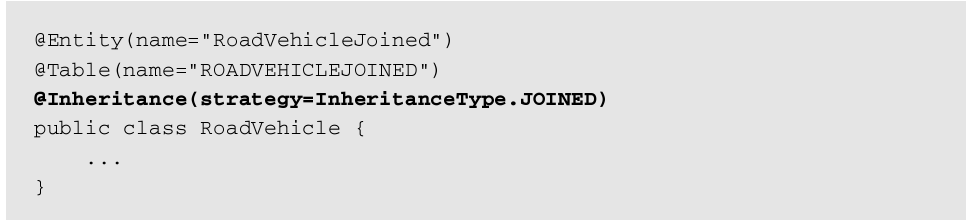 @Entity(name="RoadVehicleJoined")
@Table(name="ROADVEHICLEJOINED")
@Inheritance(strategy=InheritanceType.JOINED)
public class RoadVehicle {
    ...
}